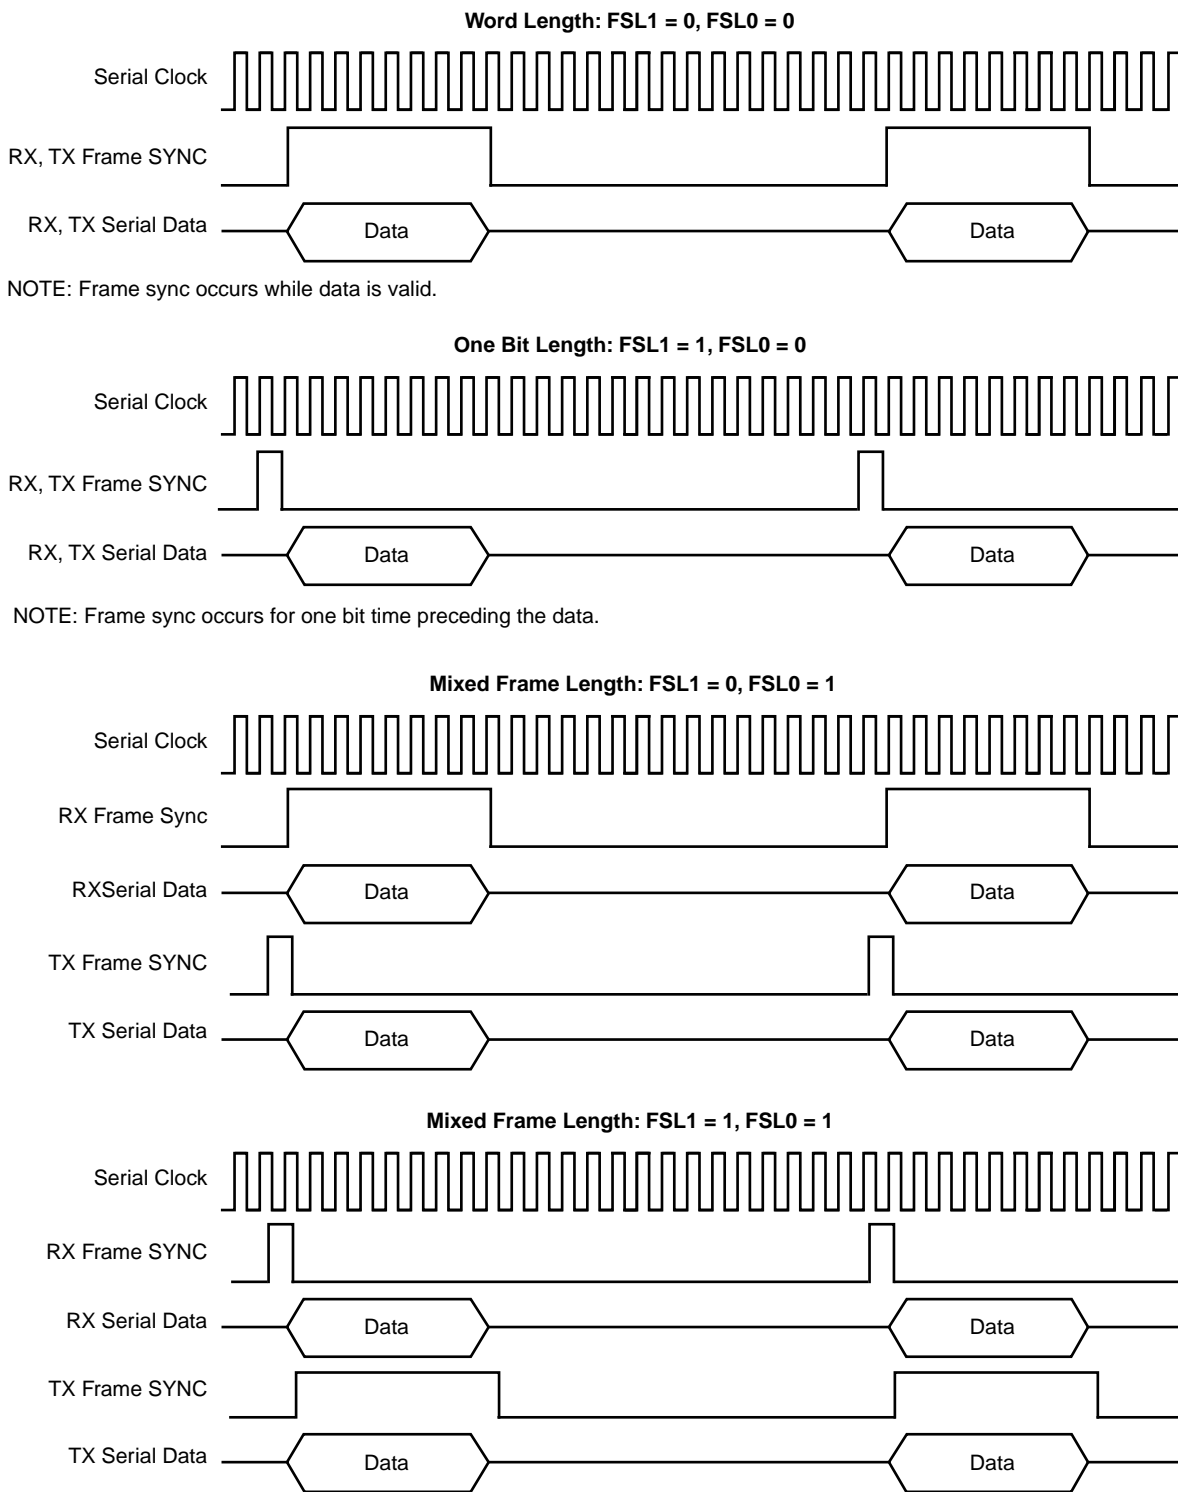 Word Length: FSL1 = 0, FSL0 = 0
Serial Clock
RX, TX Frame SYNC
RX, TX Serial Data
Data
Data
NOTE: Frame sync occurs while data is valid.
One Bit Length: FSL1 = 1, FSL0 = 0
Serial Clock
RX, TX Frame SYNC
RX, TX Serial Data
Data
Data
NOTE: Frame sync occurs for one bit time preceding the data.
Mixed Frame Length: FSL1 = 0, FSL0 = 1
Serial Clock
RX Frame Sync
RXSerial Data
Data
Data
TX Frame SYNC
TX Serial Data
Data
Data
Mixed Frame Length: FSL1 = 1, FSL0 = 1
Serial Clock
RX Frame SYNC
RX Serial Data
Data
Data
TX Frame SYNC
TX Serial Data
Data
Data